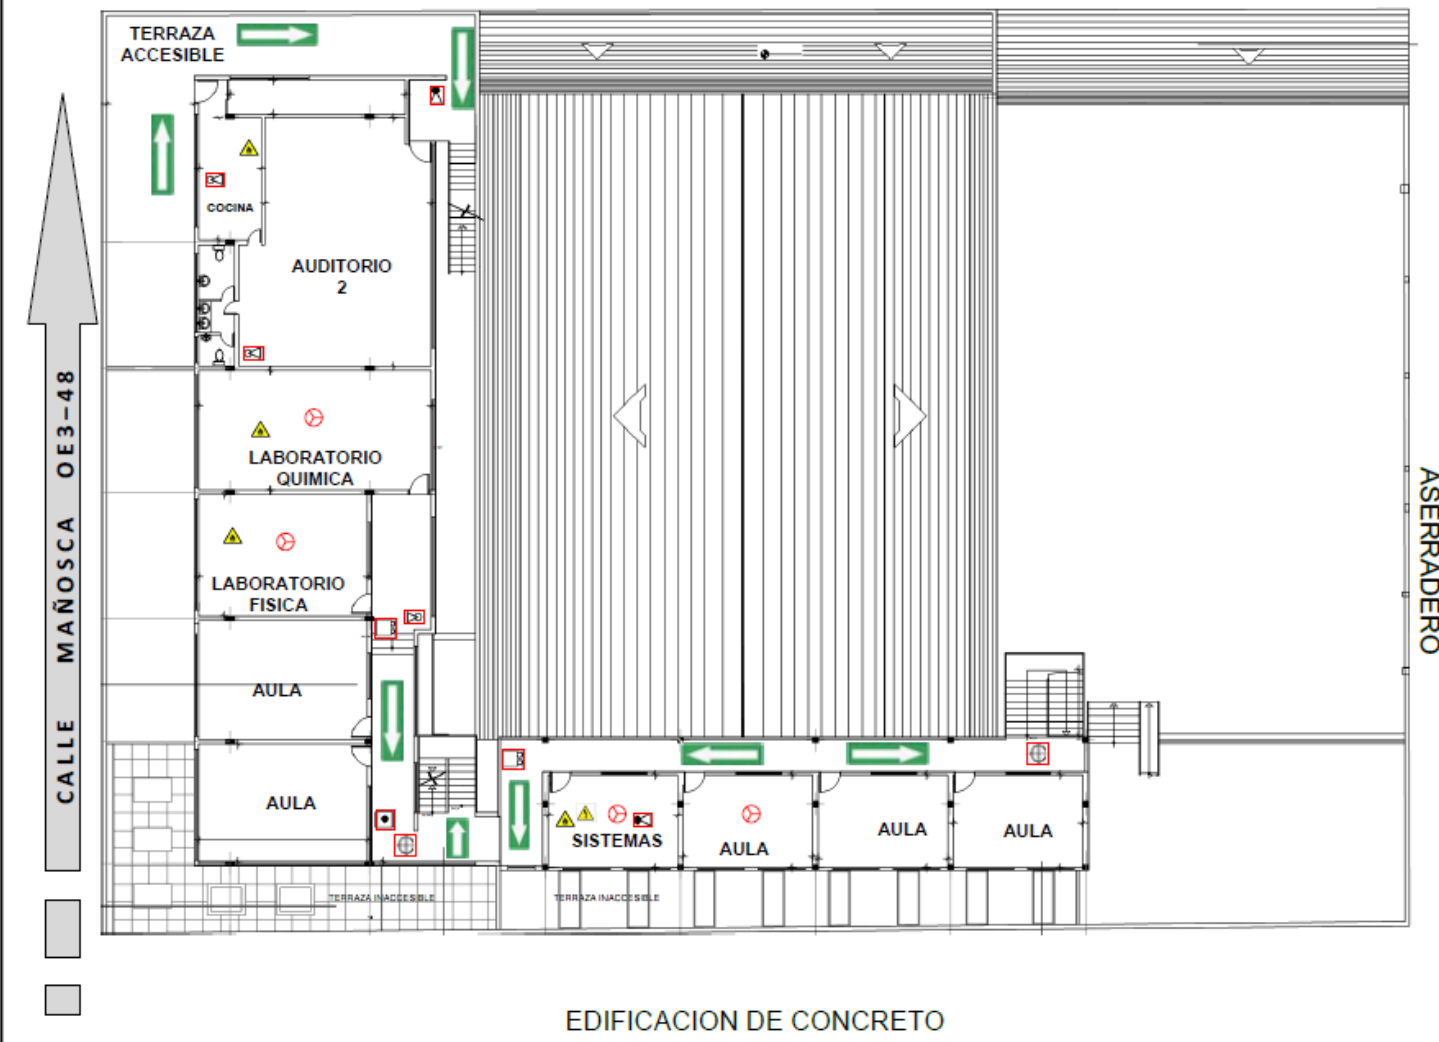 TERRAZA
ACCESIBLE
COCINA
AUDITORIO
2
LABORATORIO
QUIMICA
LABORATORIO
FISICA
AULA
AULA
SISTEMAS
AULA
AULA
AULA
TERRAZA INACCESIBLE
TERRAZA INACCESIBLE
CALLE MAÑOSCA OE3-48
ASERRADERO
EDIFICACION DE CONCRETO